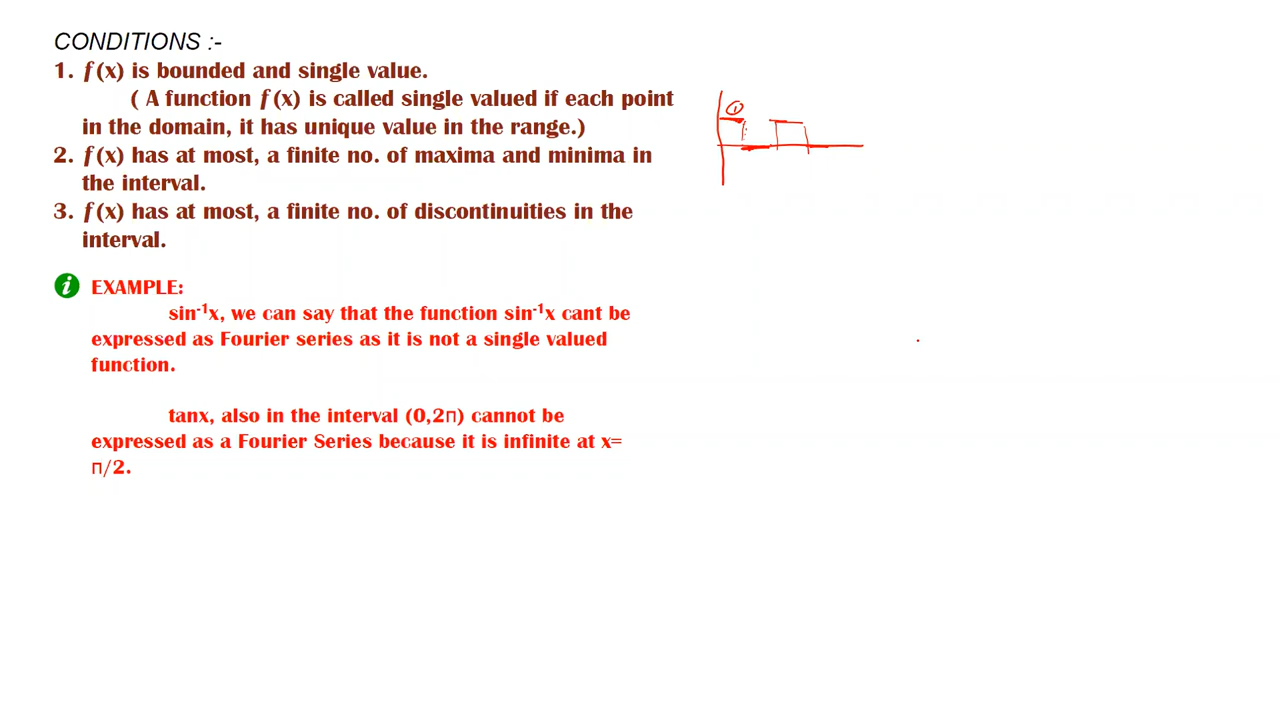 CONDITIONS :-
1. f(x) is bounded and single value.
( A function f(x) is called single valued if each point
in the domain, it has unique value in the range.)
2. f(x) has at most, a finite no. of maxima and minima in
the interval.
3. f(x) has at most, a finite no. of discontinuities in the
interval.
i EXAMPLE:
sin⁻¹x, we can say that the function sin⁻¹x cant be
expressed as Fourier series as it is not a single valued
function.
tanx, also in the interval (0,2п) cannot be
expressed as a Fourier Series because it is infinite at x=
п/2.
①